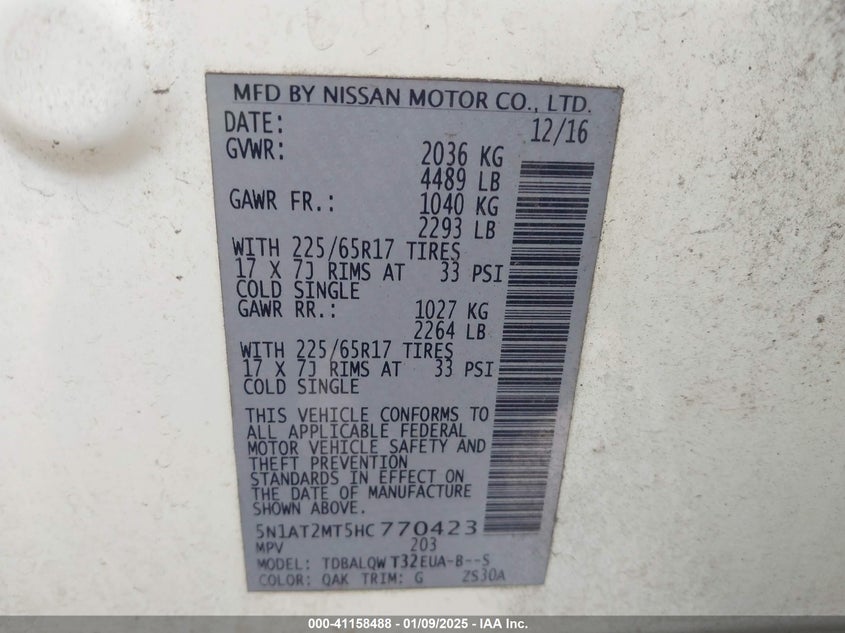 MFD BY NISSAN MOTOR CO., LTD.
DATE: 12/16
GVWR: 2036 KG
4489 LB
GAWR FR.: 1040 KG
2293 LB
WITH 225/65R17 TIRES
17 X 7J RIMS AT 33 PSI
COLD SINGLE
GAWR RR.: 1027 KG
2264 LB
WITH 225/65R17 TIRES
17 X 7J RIMS AT 33 PSI
COLD SINGLE
THIS VEHICLE CONFORMS TO
ALL APPLICABLE FEDERAL
MOTOR VEHICLE SAFETY AND
THEFT PREVENTION
STANDARDS IN EFFECT ON
THE DATE OF MANUFACTURE
SHOWN ABOVE.
5N1AT2MT5HC770423
MPV 203
MODEL: TDBALQWT32EUA-B--S
COLOR: QAK TRIM: G ZS30A
000-41158488 - 01/09/2025 - IAA Inc.